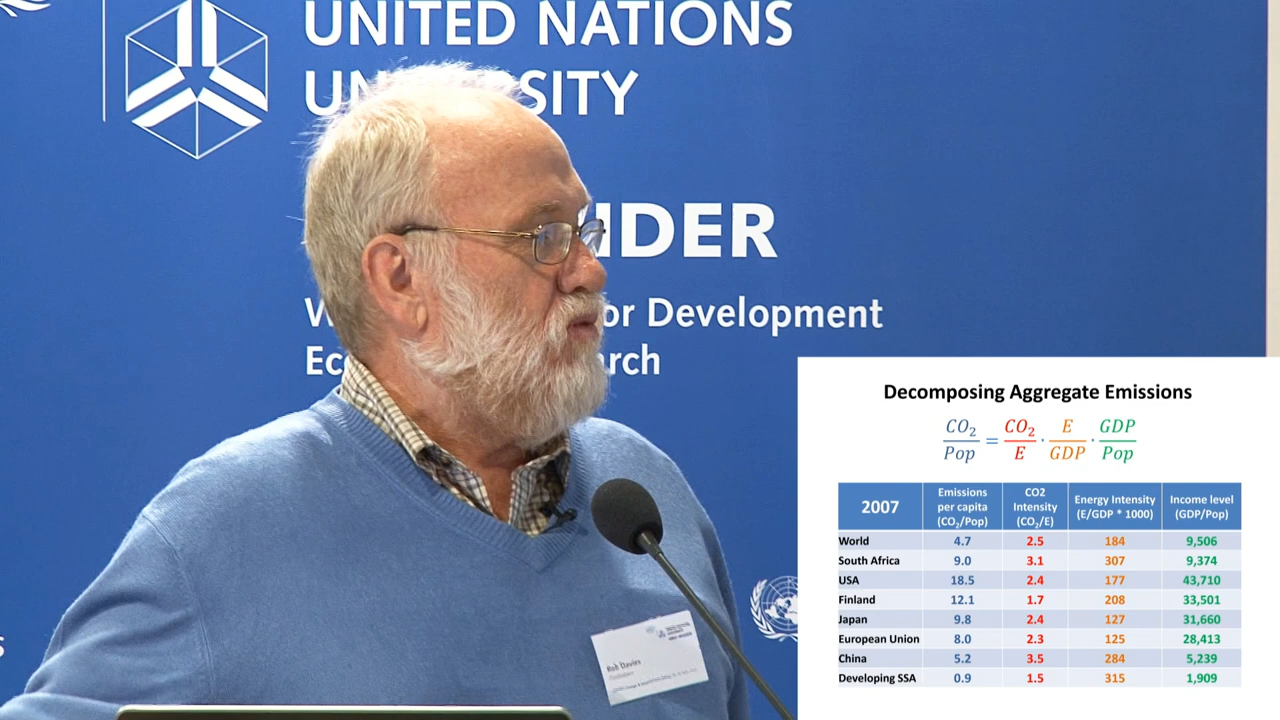 UNITED NATIONS
UN SITY
IDER
W or Development
Ec rch
Rob Davies
Decomposing Aggregate Emissions
CO2/Pop = CO2/E · E/GDP · GDP/Pop
2007 Emissions per capita (CO2/Pop) CO2 Intensity (CO2/E) Energy Intensity (E/GDP * 1000) Income level (GDP/Pop)
World 4.7 2.5 184 9,506
South Africa 9.0 3.1 307 9,374
USA 18.5 2.4 177 43,710
Finland 12.1 1.7 208 33,501
Japan 9.8 2.4 127 31,660
European Union 8.0 2.3 125 28,413
China 5.2 3.5 284 5,239
Developing SSA 0.9 1.5 315 1,909